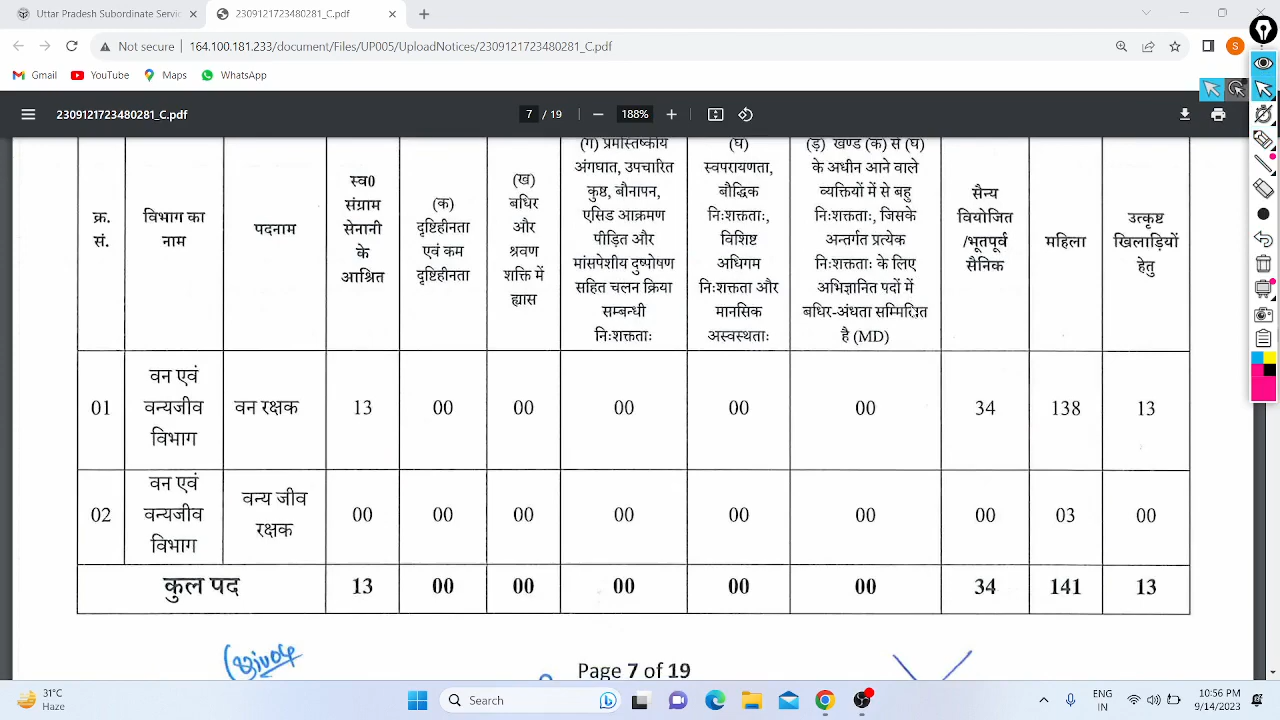 Uttar Pradesh Subordinate Servic
2309121723480281_C.pdf
Not secure
164.100.181.233/document/Files/UP005/UploadNotices/2309121723480281_C.pdf
S
Gmail
YouTube
Maps
WhatsApp
2309121723480281_C.pdf
7 / 19
188%
क्र. सं.
विभाग का नाम
पदनाम
स्व0 संग्राम सेनानी के आश्रित
(क) दृष्टिहीनता एवं कम दृष्टिहीनता
(ख) बधिर और श्रवण शक्ति में ह्यास
(ग) प्रमस्तिष्कीय अंगघात, उपचारित कुष्ठ, बौनापन, एसिड आक्रमण पीड़ित और मांसपेशीय दुष्पोषण सहित चलन क्रिया सम्बन्धी निःशक्तताः
(घ) स्वपरायणता, बौद्धिक निःशक्तताः, विशिष्ट अधिगम निःशक्तता और मानसिक अस्वस्थताः
(ड़) खण्ड (क) से (घ) के अधीन आने वाले व्यक्तियों में से बहु निःशक्तताः, जिसके अन्तर्गत प्रत्येक निःशक्तताः के लिए अभिज्ञानित पदों में बधिर-अंधता सम्मिलित है (MD)
सैन्य वियोजित /भूतपूर्व सैनिक
महिला
उत्कृष्ट खिलाड़ियों हेतु
01 वन एवं वन्यजीव विभाग वन रक्षक 13 00 00 00 00 00 34 138 13
02 वन एवं वन्यजीव विभाग वन्य जीव रक्षक 00 00 00 00 00 00 00 03 00
कुल पद 13 00 00 00 00 00 34 141 13
Page 7 of 19
31°C
Haze
Search
ENG
IN
10:56 PM
9/14/2023